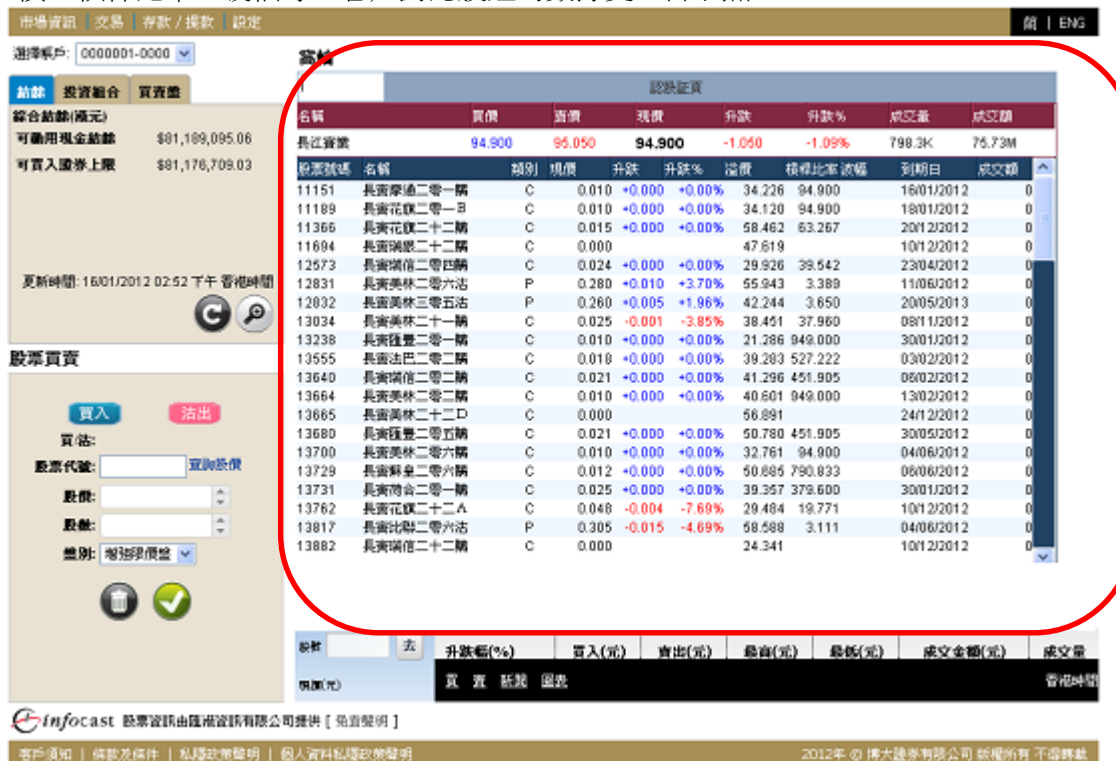 市場資訊 | 交易 | 存款 / 提款 | 設定
簡 | ENG
選擇帳戶: 0000001-0000
窩輪
結餘 投資組合 買賣盤
綜合結餘(港元)
可動用現金結餘 $81,189,095.06
可買入證券上限 $81,176,709.03
更新時間: 16/01/2012 02:52 下午 香港時間
股票買賣
買入 沽出
買/沽:
股票代號: 查詢股價
股價:
股數:
盤別: 增強限價盤
認股証頁
名稱 買價 賣價 現價 升跌 升跌% 成交量 成交額
長江實業 94.900 95.050 94.900 -1.050 -1.09% 798.3K 75.73M
股票號碼 名稱 類別 現價 升跌 升跌% 溢價 槓桿比率 波幅 到期日 成交額
11151 長實摩通二零一購 C 0.010 +0.000 +0.00% 34.226 94.900 16/01/2012 0
11189 長實花旗二零一B C 0.010 +0.000 +0.00% 34.120 94.900 18/01/2012 0
11366 長實花旗二十二購 C 0.015 +0.000 +0.00% 58.462 63.267 20/12/2012 0
11694 長實瑞銀二十二購 C 0.000 47.619 10/12/2012 0
12573 長實瑞信二零四購 C 0.024 +0.000 +0.00% 29.926 39.542 23/04/2012 0
12831 長實美林二零六沽 P 0.280 +0.010 +3.70% 55.943 3.389 11/06/2012 0
12832 長實美林三零五沽 P 0.260 +0.005 +1.96% 42.244 3.650 20/05/2013 0
13034 長實美林二十一購 C 0.025 -0.001 -3.85% 38.451 37.960 08/11/2012 0
13238 長實匯豐二零一購 C 0.010 +0.000 +0.00% 21.286 949.000 30/01/2012 0
13555 長實法巴二零二購 C 0.018 +0.000 +0.00% 39.283 527.222 03/02/2012 0
13640 長實瑞信二零二購 C 0.021 +0.000 +0.00% 41.296 451.905 06/02/2012 0
13664 長實美林二零二購 C 0.010 +0.000 +0.00% 40.601 949.000 13/02/2012 0
13665 長實美林二十二D C 0.000 56.891 24/12/2012 0
13680 長實匯豐二零五購 C 0.021 +0.000 +0.00% 50.780 451.905 30/05/2012 0
13700 長實美林二零六購 C 0.010 +0.000 +0.00% 32.761 94.900 04/06/2012 0
13729 長實蘇皇二零六購 C 0.012 +0.000 +0.00% 50.685 790.833 06/06/2012 0
13731 長實荷合二零一購 C 0.025 +0.000 +0.00% 39.357 379.600 30/01/2012 0
13762 長實花旗二十二A C 0.048 -0.004 -7.69% 29.484 19.771 10/12/2012 0
13817 長實比聯二零六沽 P 0.305 -0.015 -4.69% 58.588 3.111 04/06/2012 0
13882 長實瑞信二十二購 C 0.000 24.341 10/12/2012 0
股數 去 升跌幅(%) 買入(元) 賣出(元) 最高(元) 最低(元) 成交金額(元) 成交量
現價(元) 買 賣 新聞 圖表 香港時間
infocast 股票資訊由匯港資訊有限公司提供 [ 免責聲明 ]
客戶須知 | 條款及條件 | 私隱政策聲明 | 個人資料私隱政策聲明
2012年 © 博大證券有限公司 版權所有 不得轉載